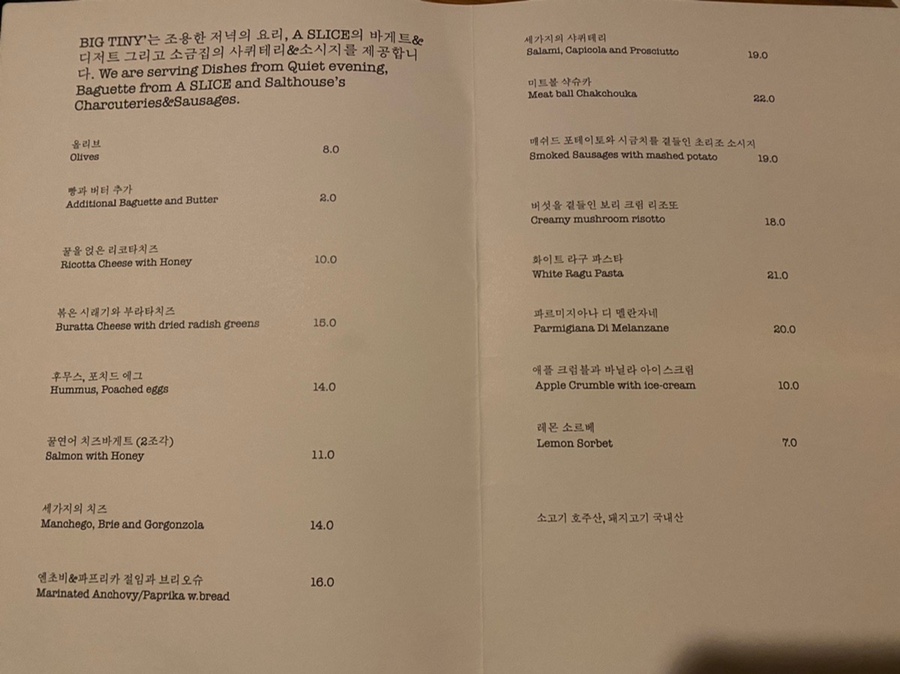 BIG TINY'는 조용한 저녁의 요리, A SLICE의 바게트&
디저트 그리고 소금집의 사퀴테리&소시지를 제공합니
다. We are serving Dishes from Quiet evening,
Baguette from A SLICE and Salthouse's
Charcuteries&Sausages.
올리브
Olives 8.0
빵과 버터 추가
Additional Baguette and Butter 2.0
꿀을 얹은 리코타치즈
Ricotta Cheese with Honey 10.0
볶은 시래기와 부라타치즈
Buratta Cheese with dried radish greens 15.0
후무스, 포치드 에그
Hummus, Poached eggs 14.0
꿀연어 치즈바게트 (2조각)
Salmon with Honey 11.0
세가지의 치즈
Manchego, Brie and Gorgonzola 14.0
엔초비&파프리카 절임과 브리오슈
Marinated Anchovy/Paprika w.bread 16.0
세가지의 샤퀴테리
Salami, Capicola and Prosciutto 19.0
미트볼 샥슈카
Meat ball Chakchouka 22.0
매쉬드 포테이토와 시금치를 곁들인 초리조 소시지
Smoked Sausages with mashed potato 19.0
버섯을 곁들인 보리 크림 리조또
Creamy mushroom risotto 18.0
화이트 라구 파스타
White Ragu Pasta 21.0
파르미지아나 디 멜란자네
Parmigiana Di Melanzane 20.0
애플 크럼블과 바닐라 아이스크림
Apple Crumble with ice-cream 10.0
레몬 소르베
Lemon Sorbet 7.0
소고기 호주산, 돼지고기 국내산